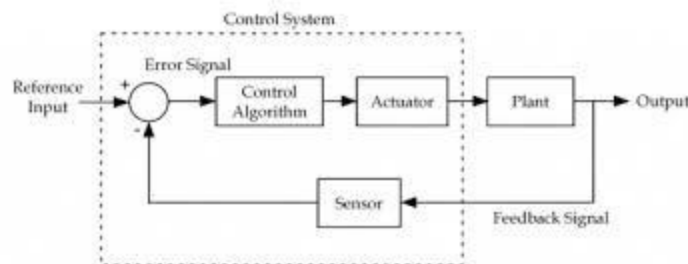 Control System
Error Signal
Reference
Input
+
-
Control
Algorithm
Actuator
Plant
Output
Sensor
Feedback Signal